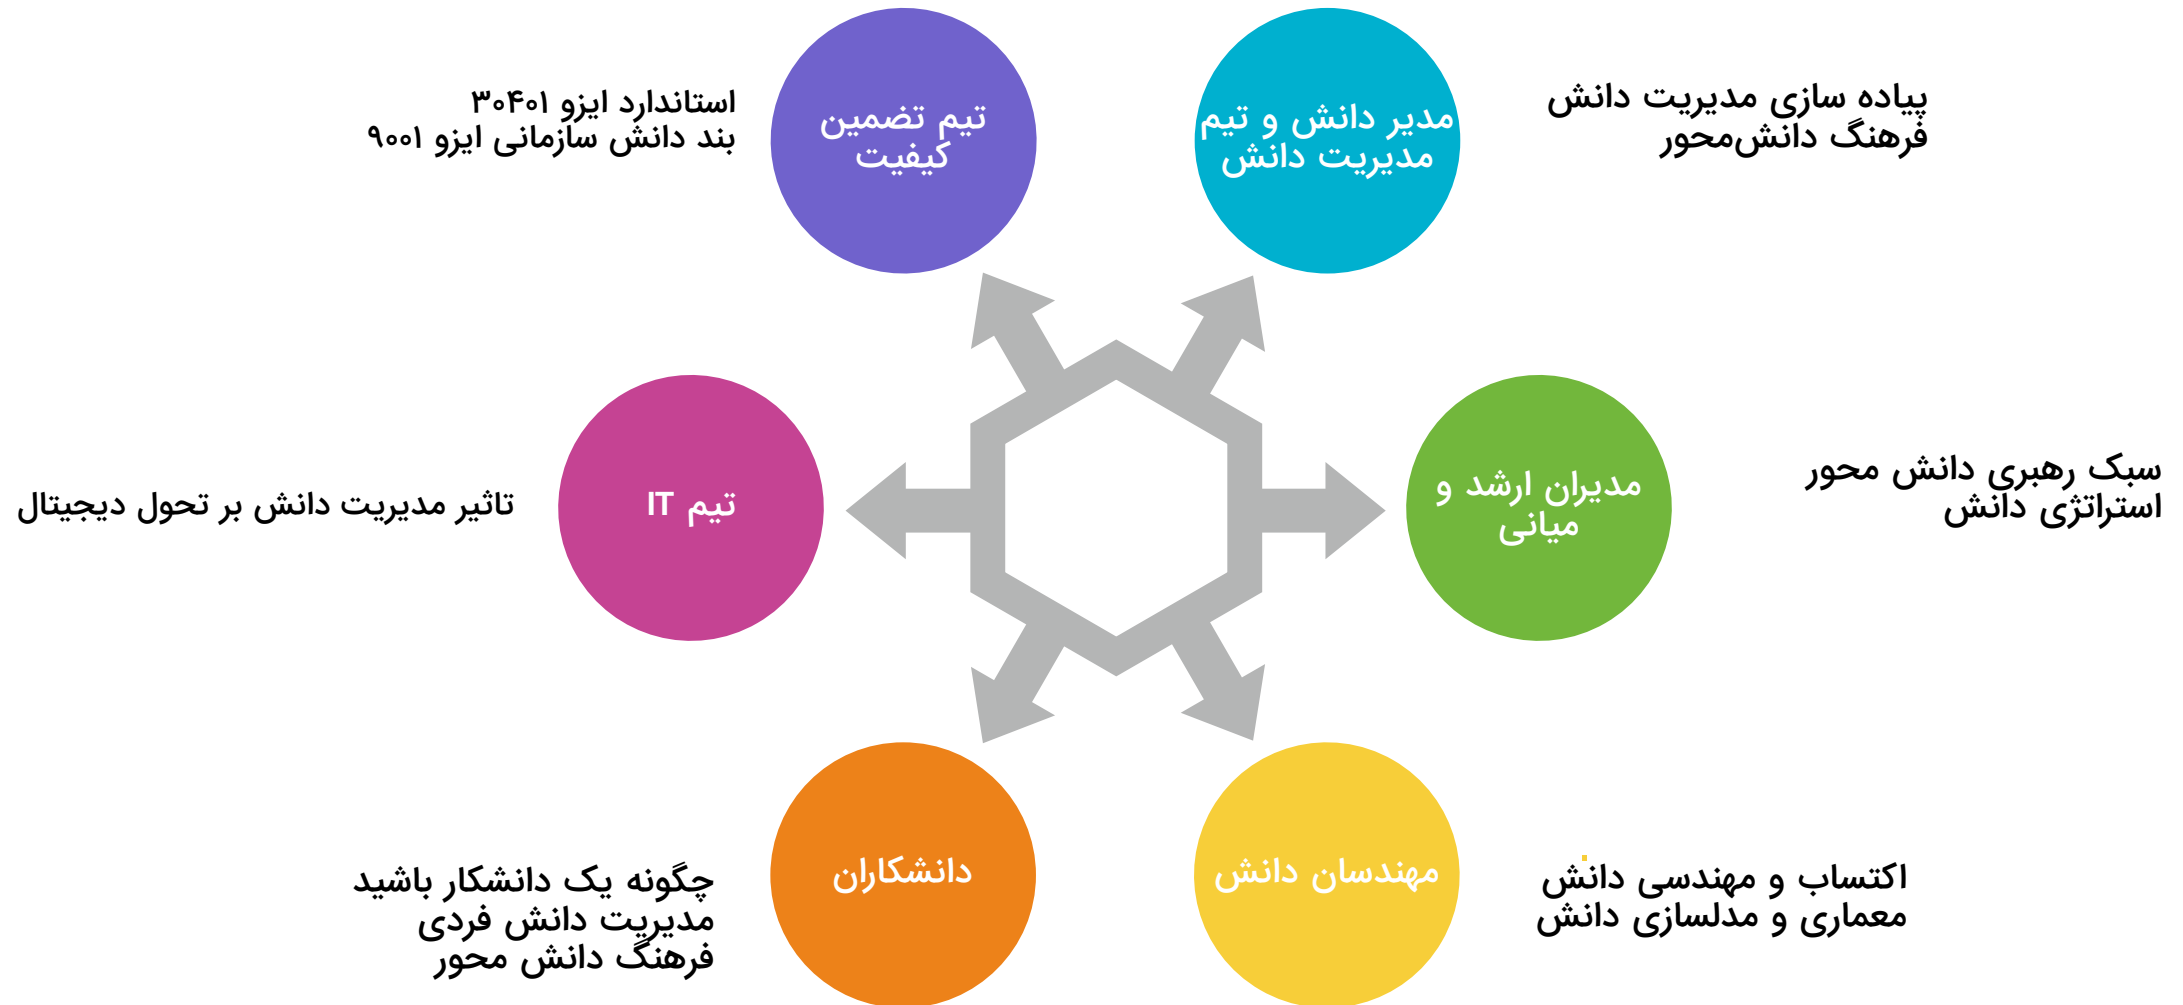 مدیر دانش و تیم
مدیریت دانش
پیاده سازی مدیریت دانش
فرهنگ دانش‌محور
مدیران ارشد و
میانی
سبک رهبری دانش محور
استراتژی دانش
مهندسان دانش
اکتساب و مهندسی دانش
معماری و مدلسازی دانش
دانشکاران
چگونه یک دانشکار باشید
مدیریت دانش فردی
فرهنگ دانش محور
تیم IT
تاثیر مدیریت دانش بر تحول دیجیتال
تیم تضمین
کیفیت
استاندارد ایزو ۳۰۴۰۱
بند دانش سازمانی ایزو ۹۰۰۱